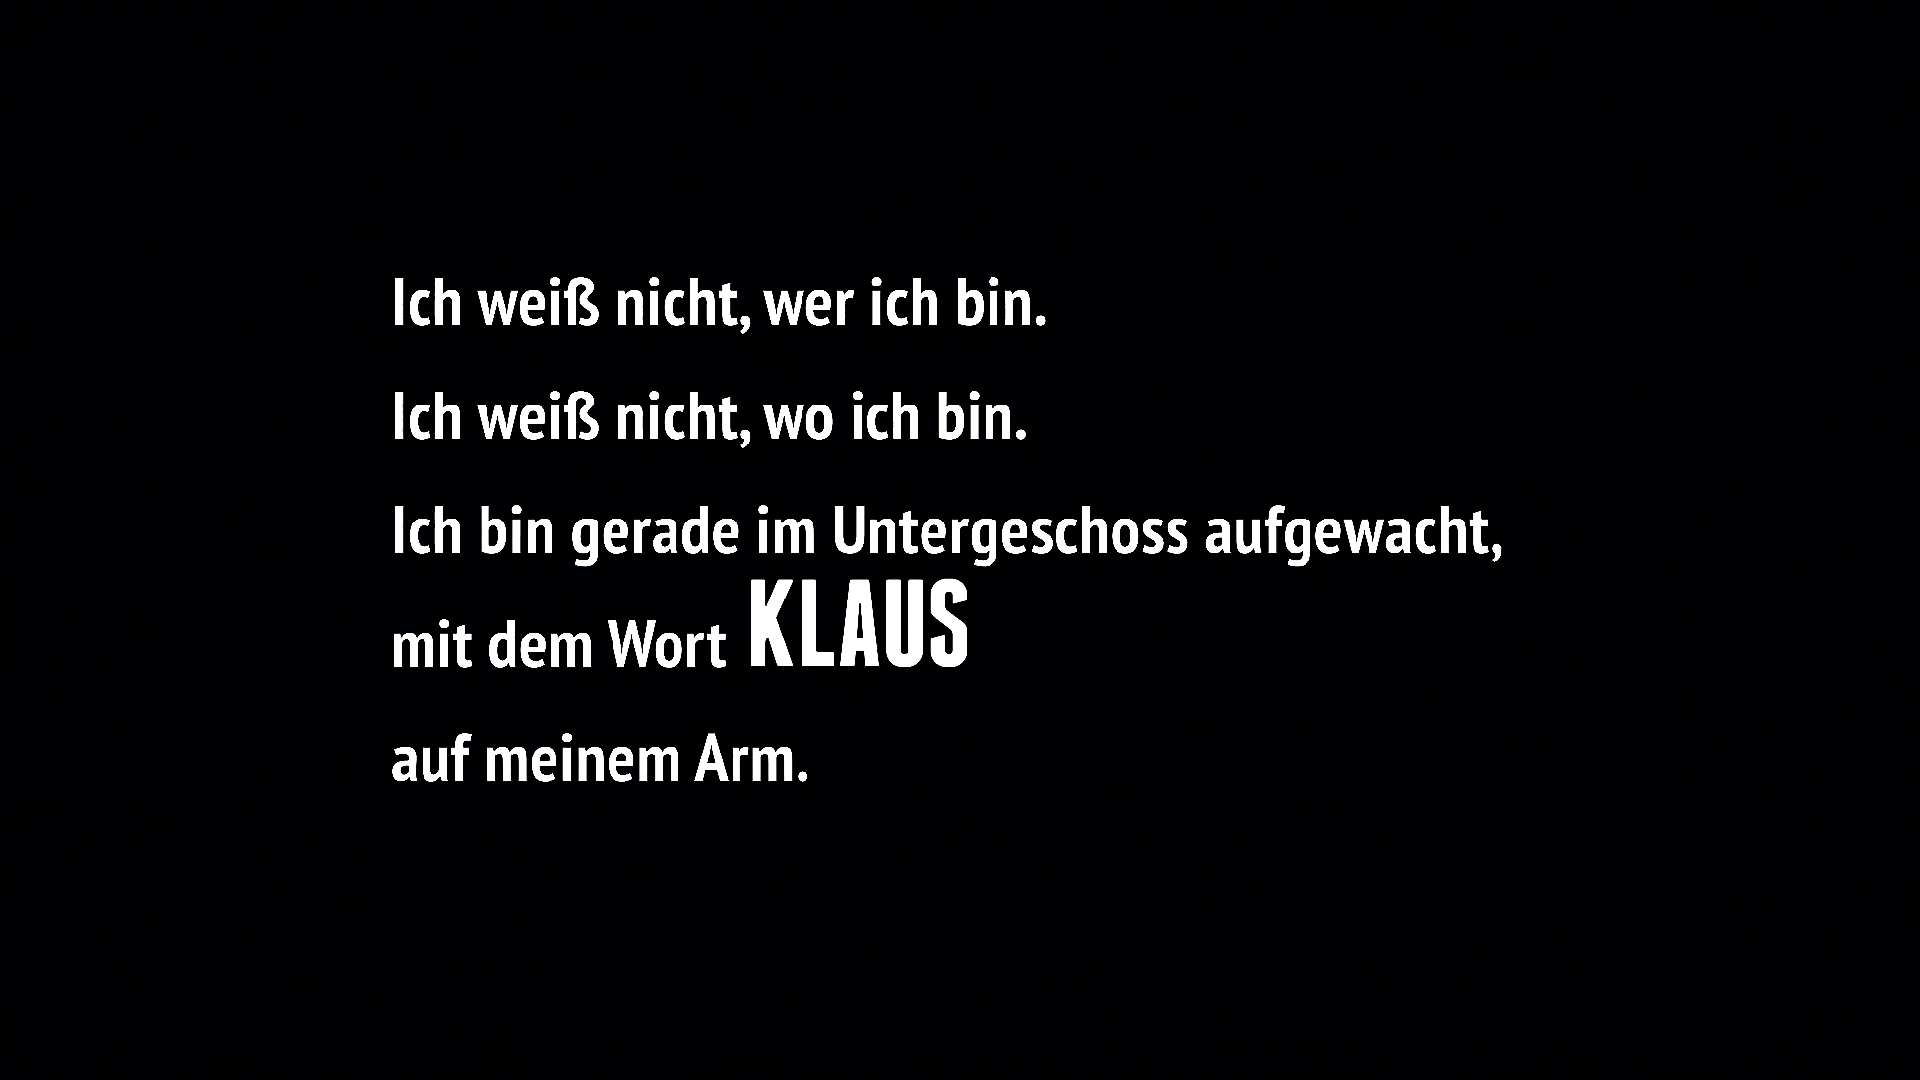 Ich weiß nicht, wer ich bin.
Ich weiß nicht, wo ich bin.
Ich bin gerade im Untergeschoss aufgewacht,
mit dem Wort KLAUS
auf meinem Arm.